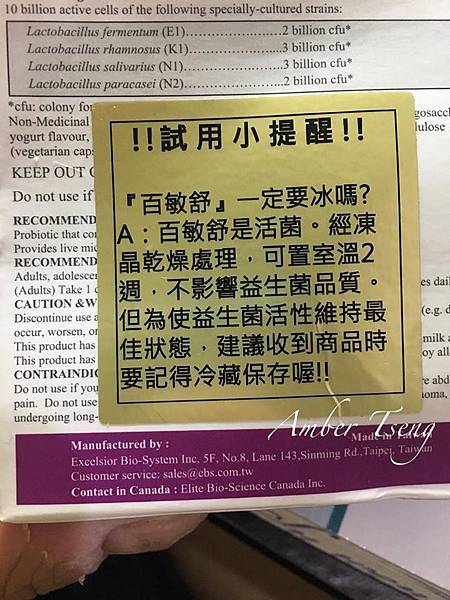 10 billion active cells of the following specially-cultured strains:
Lactobacillus fermentum (E1)……………….…..2 billion cfu*
Lactobacillus rhamnosus (K1)……………….....3 billion cfu*
Lactobacillus salivarius (N1)…………………....3 billion cfu*
Lactobacillus paracasei (N2)…………………...2 billion cfu*
*cfu: colony for
Non-Medicinal
yogurt flavour,
(vegetarian caps
KEEP OUT
Do not use if
RECOMMEND
Probiotic that con
Provides live mic
RECOMMEND
Adults, adolescen
(Adults) Take 1 c
CAUTION &W
Discontinue use a
occur, worsen, or
This product has
This product has
CONTRAINDIC
Do not use if you
pain. Do not use
undergoing long-
!!試用小提醒!!
『百敏舒』一定要冰嗎?
A：百敏舒是活菌。經凍
晶乾燥處理，可置室溫2
週，不影響益生菌品質。
但為使益生菌活性維持最
佳狀態，建議收到商品時
要記得冷藏保存喔!!
Amber Tseng
Manufactured by :
Made in Taiwan
Excelsior Bio-System Inc. 5F, No.8, Lane 143,Sinming Rd.,Taipei, Taiwan
Customer service: sales@ebs.com.tw
Contact in Canada : Elite Bio-Science Canada Inc.